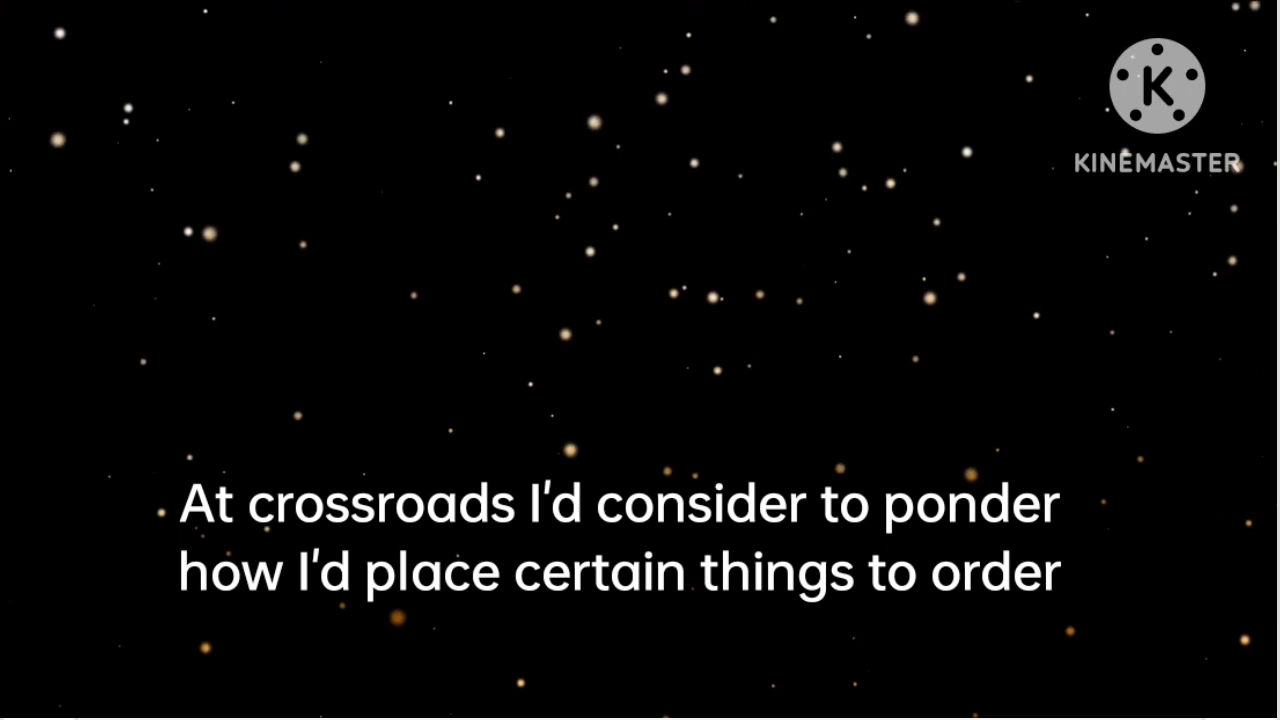 KINEMASTER
At crossroads I'd consider to ponder
how I'd place certain things to order